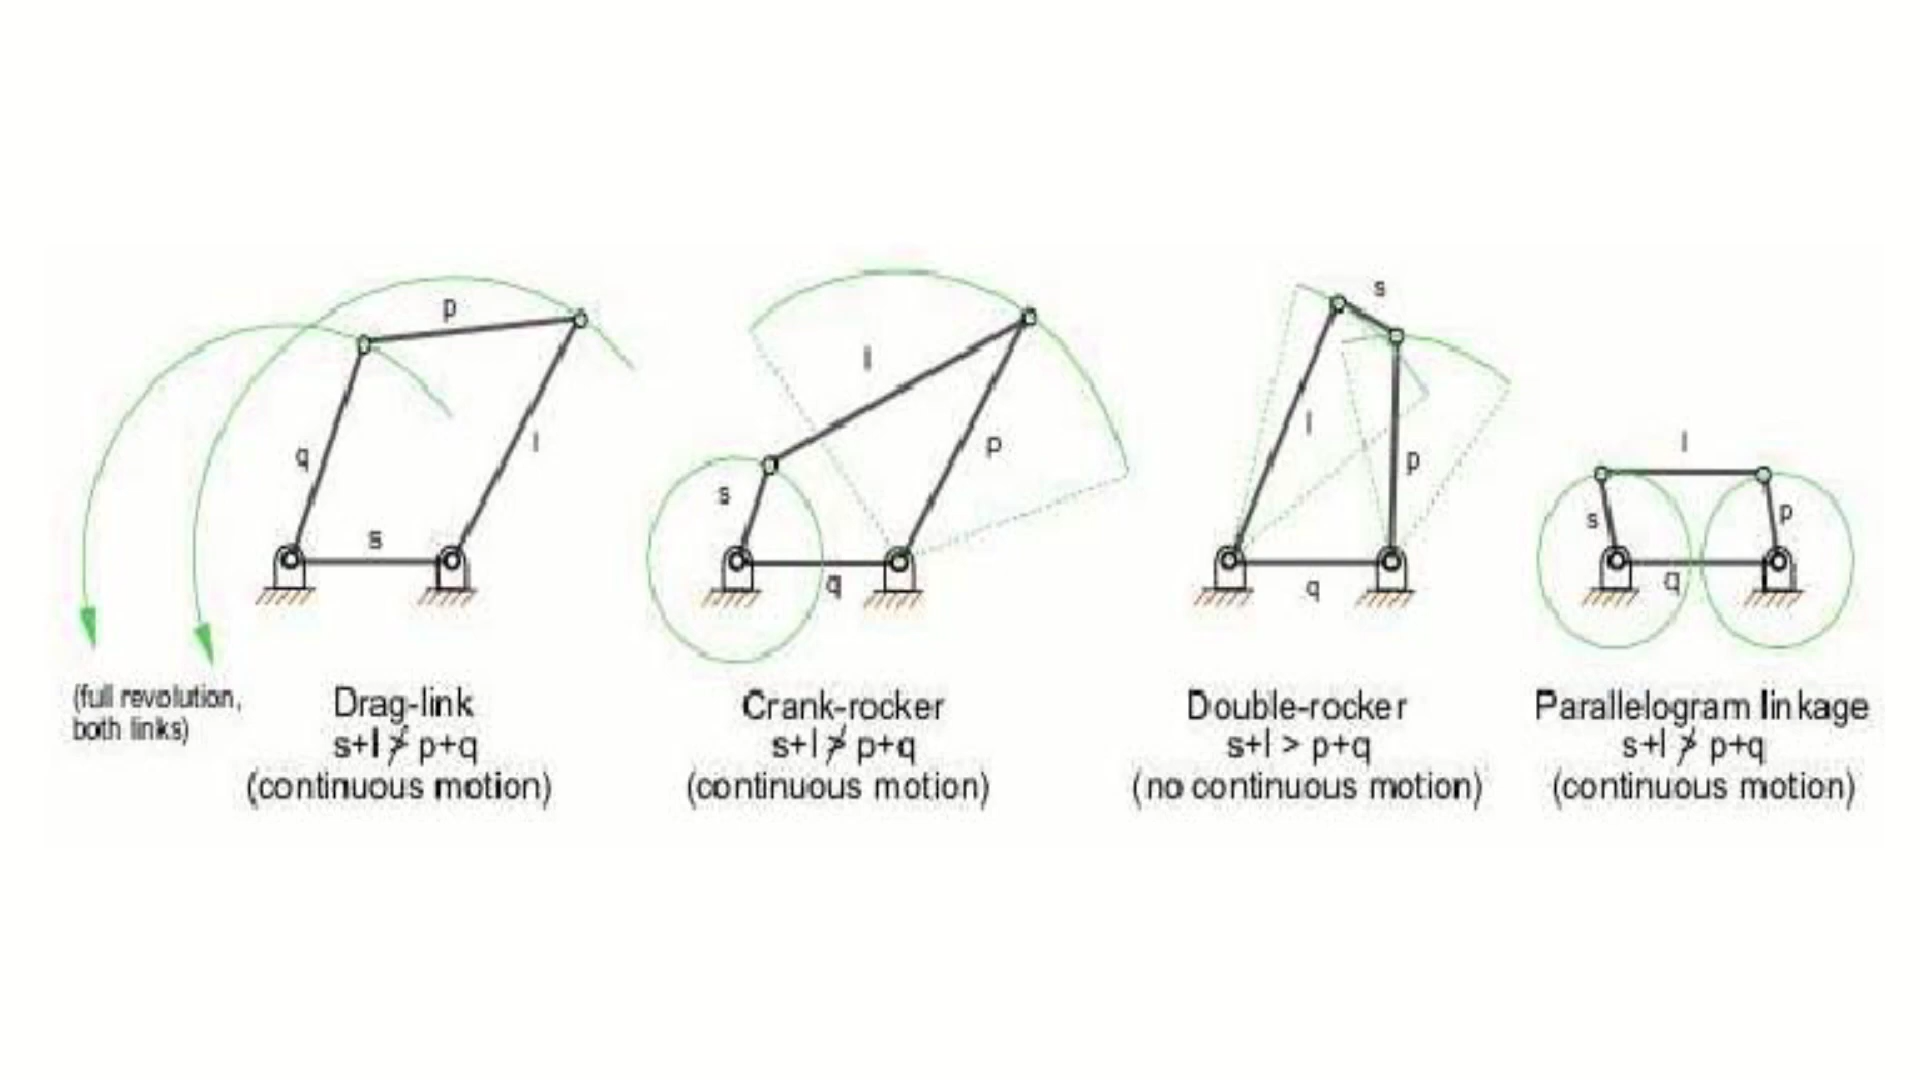 p
q
l
s
(full revolution,
both links)
Drag-link
s+l ≯ p+q
(continuous motion)
l
s
p
q
Crank-rocker
s+l ≯ p+q
(continuous motion)
s
l
p
q
Double-rocker
s+l > p+q
(no continuous motion)
l
s
p
q
Parallelogram linkage
s+l ≯ p+q
(continuous motion)